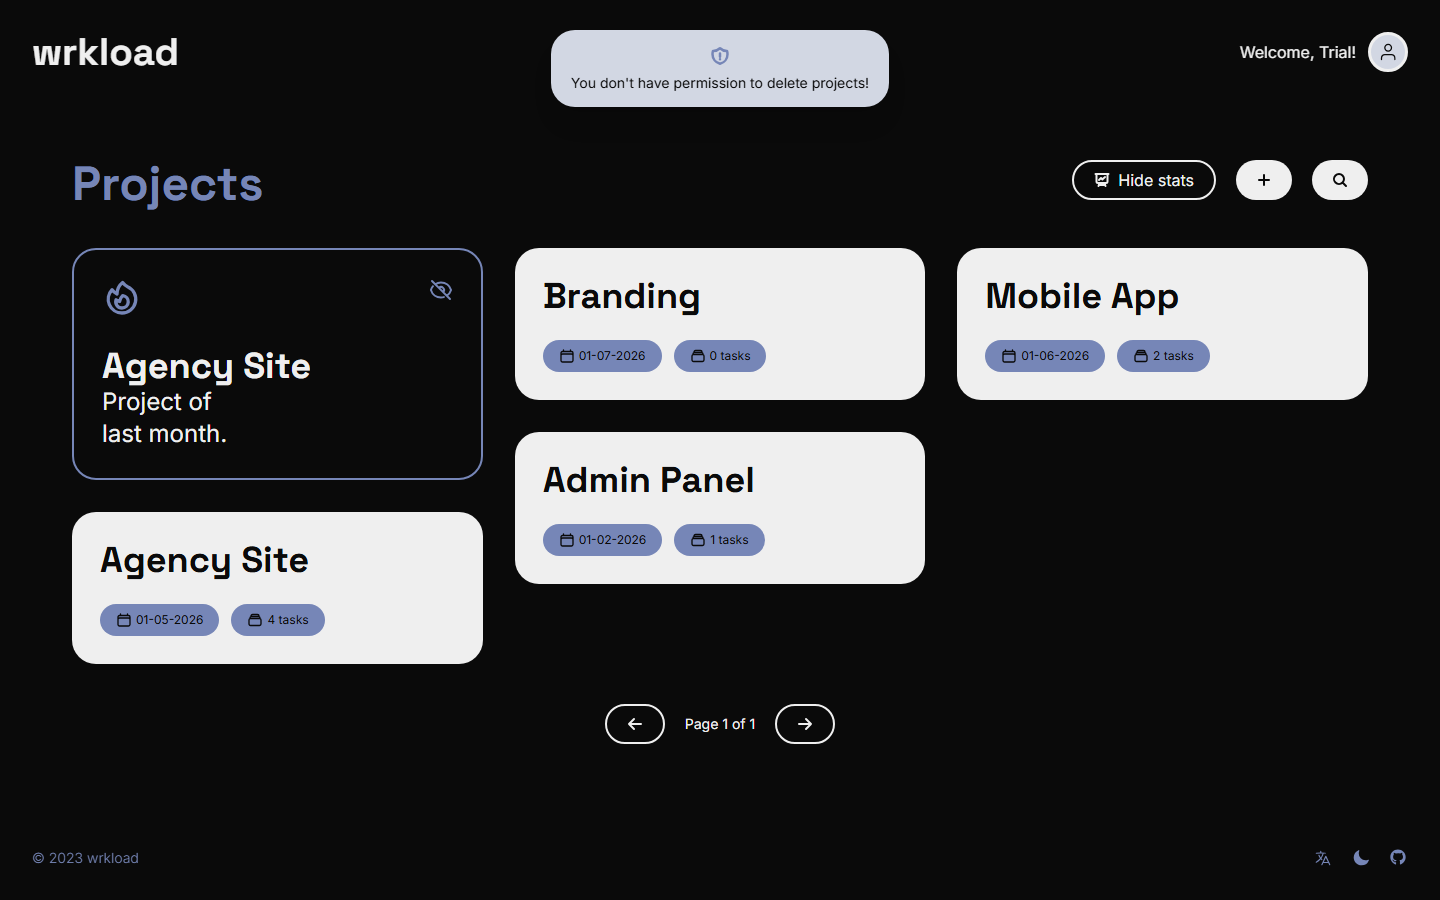 wrkload
You don't have permission to delete projects!
Welcome, Trial!
Projects
Hide stats
Agency Site
Project of
last month.
Agency Site
01-05-2026
4 tasks
Branding
01-07-2026
0 tasks
Admin Panel
01-02-2026
1 tasks
Mobile App
01-06-2026
2 tasks
Page 1 of 1
© 2023 wrkload